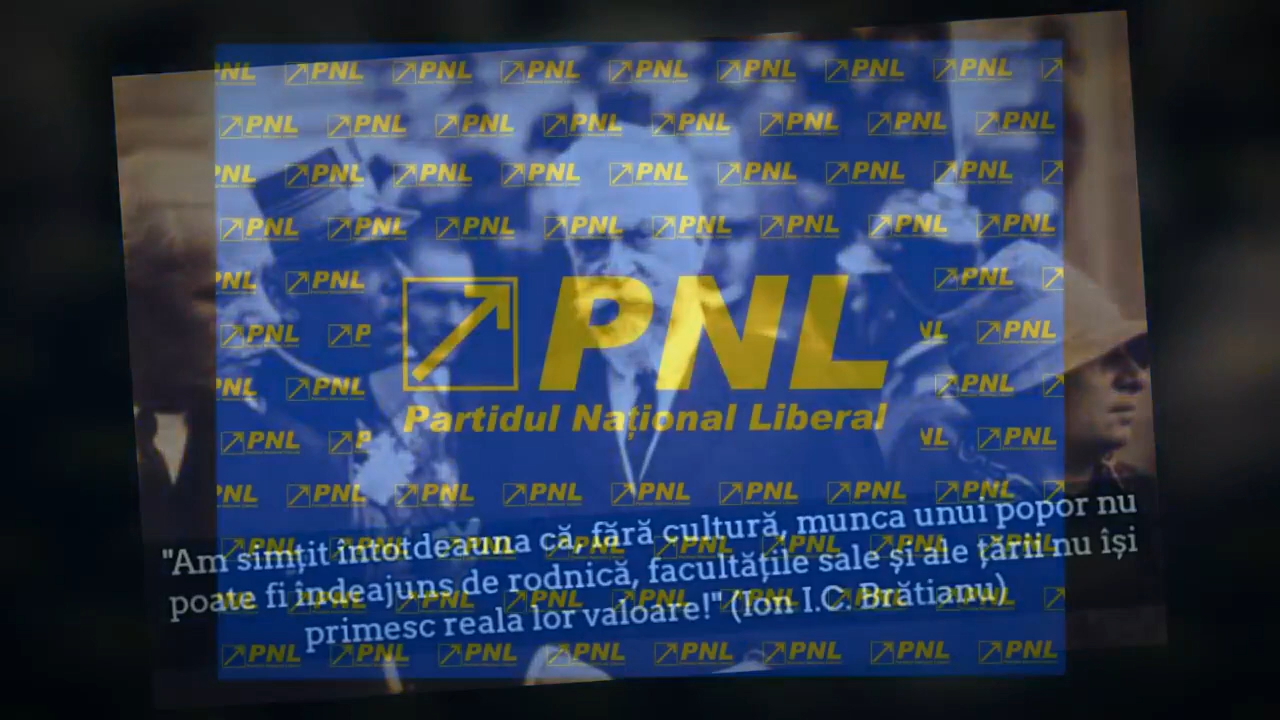 PNL
Partidul Național Liberal
"Am simțit întotdeauna că, fără cultură, munca unui popor nu
poate fi îndeajuns de rodnică, facultățile sale și ale țării nu își
primesc reala lor valoare!" (Ion I.C. Brătianu)